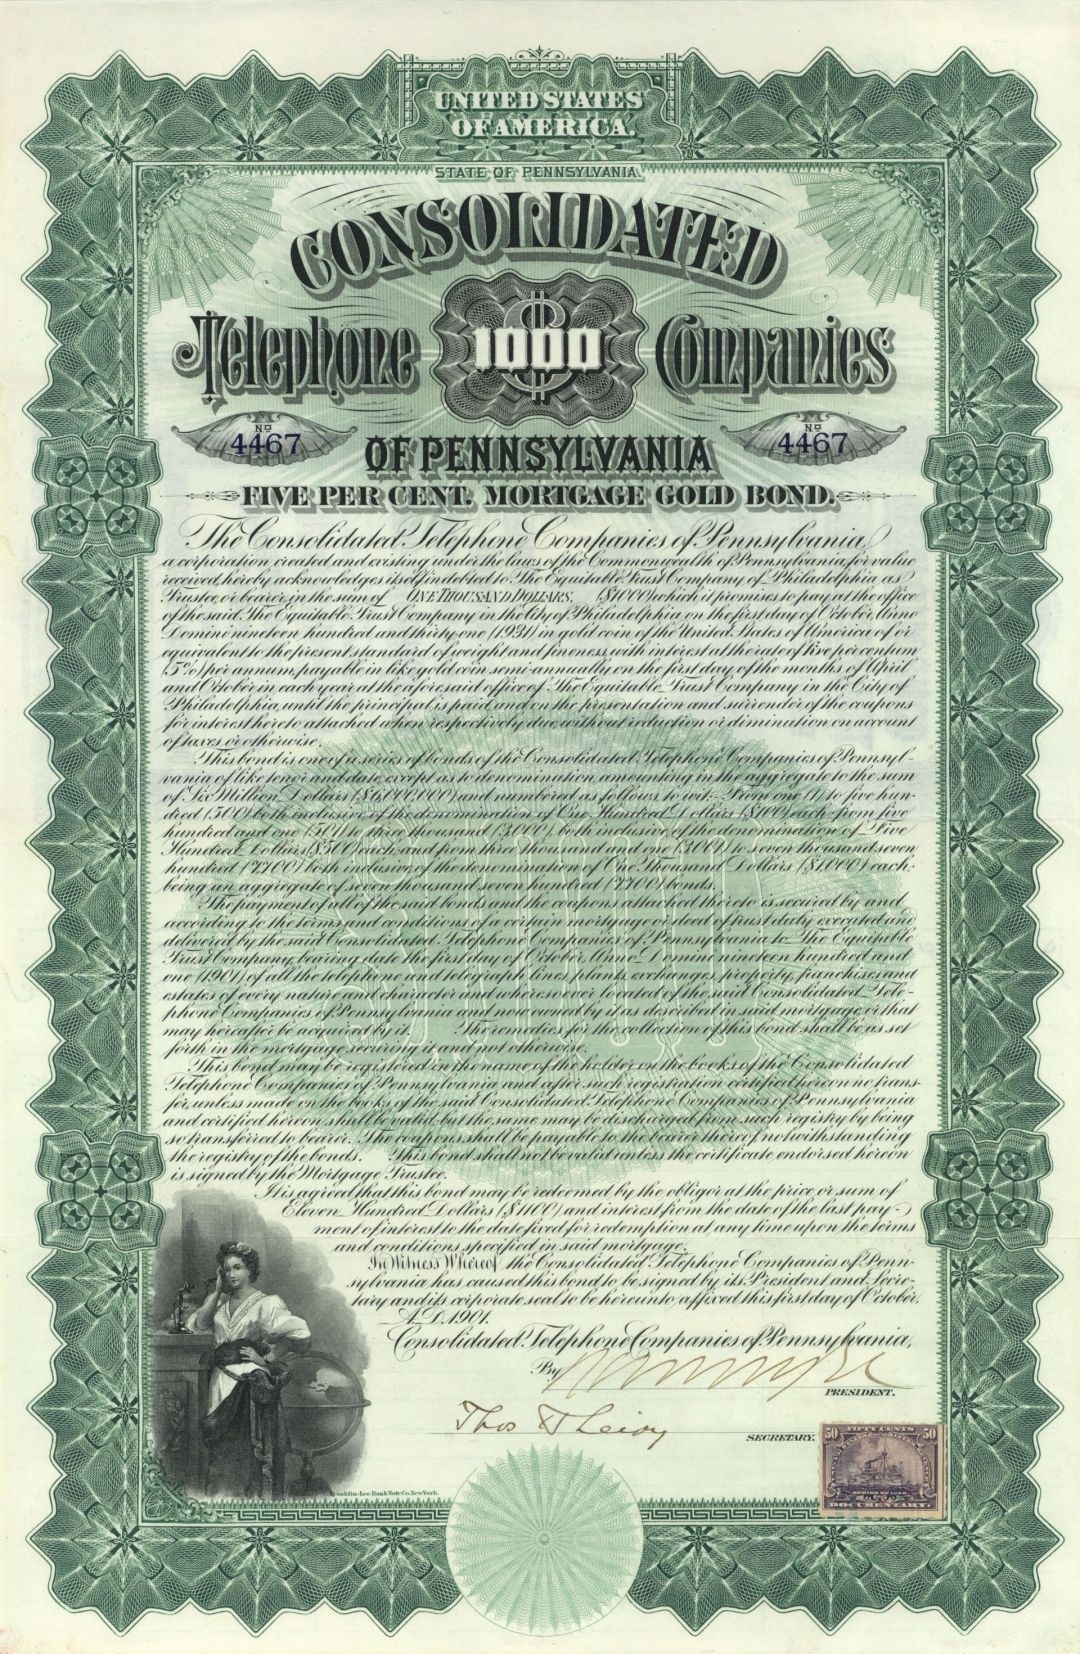 UNITED STATES
OF AMERICA.
STATE OF PENNSYLVANIA.
CONSOLIDATED
Telephone $1000 Companies
M M
No No
4467 4467
OF PENNSYLVANIA
FIVE PER CENT. MORTGAGE GOLD BOND.
The Consolidated Telephone Companies of Pennsylvania,
a corporation created and existing under the laws of the Commonwealth of Pennsylvania, for value
received, hereby acknowledges itself indebted to The Equitable Trust Company of Philadelphia as
Trustee, or bearer, in the sum of ONE THOUSAND DOLLARS, ($1000) which it promises to pay at the office
of the said The Equitable Trust Company in the City of Philadelphia on the first day of October, Anno
Domini nineteen hundred and thirty-one (1931) in gold coin of the United States of America of or
equivalent to the present standard of weight and fineness, with interest at the rate of five per centum
(5%) per annum, payable in like gold coin semi-annually on the first day of the months of April
and October in each year at the aforesaid office of The Equitable Trust Company in the City of
Philadelphia, until the principal is paid and on the presentation and surrender of the coupons
for interest hereto attached when respectively due, without reduction or diminution on account
of taxes or otherwise.
This bond is one of a series of bonds of the Consolidated Telephone Companies of Pennsyl-
vania of like tenor and date except as to denomination amounting in the aggregate to the sum
of Six Million Dollars ($6,000,000) and numbered as follows to wit:- From one (1) to five hun-
dred (500) both inclusive of the denomination of One Hundred Dollars ($100) each, from five
hundred and one (501) to three thousand (3000) both inclusive of the denomination of Five
Hundred Dollars ($500) each, and from three thousand and one (3001) to seven thousand seven
hundred (7700) both inclusive, of the denomination of One Thousand Dollars ($1,000) each:
being an aggregate of seven thousand seven hundred (7700) bonds.
The payment of all of the said bonds and the coupons attached thereto is secured by and
according to the terms and conditions of a certain mortgage or deed of trust duly executed and
delivered by the said Consolidated Telephone Companies of Pennsylvania to The Equitable
Trust Company, bearing date the first day of October, Anno Domini nineteen hundred and
one (1901) of all the telephone and telegraph lines, plants, exchanges, property, franchises and
estates of every nature and character and wheresoever located of the said Consolidated Tele-
phone Companies of Pennsylvania and now owned by it as described in said mortgage, or that
may hereafter be acquired by it. The remedies for the collection of this bond shall be as set
forth in the mortgage securing it and not otherwise.
This bond may be registered in the name of the holder on the books of the Consolidated
Telephone Companies of Pennsylvania and after such registration certified hereon no trans-
fer, unless made on the books of the said Consolidated Telephone Companies of Pennsylvania
and certified hereon shall be valid, but the same may be discharged from such registry by being
so transferred to bearer. The coupons shall be payable to the bearer thereof notwithstanding
the registry of the bonds. This bond shall not be valid unless the certificate endorsed hereon
is signed by the Mortgage Trustee.
It is agreed that this bond may be redeemed by the obligor at the price or sum of
Eleven Hundred Dollars ($1100) and interest from the date of the last pay-
ment of interest to the date fixed for redemption at any time upon the terms
and conditions specified in said mortgage.
In Witness Whereof the Consolidated Telephone Companies of Penn-
sylvania has caused this bond to be signed by its President and Secre-
tary and its corporate seal to be hereunto affixed this first day of October,
A.D. 1901.
Consolidated Telephone Companies of Pennsylvania,
By
PRESIDENT.
Thos
SECRETARY.
Franklin-Lee Bank Note Co. New York.
FIFTY CENTS
50 50
UNITED STATES INTERNAL REVENUE
SERIES OF 1898
DOCUMENTARY